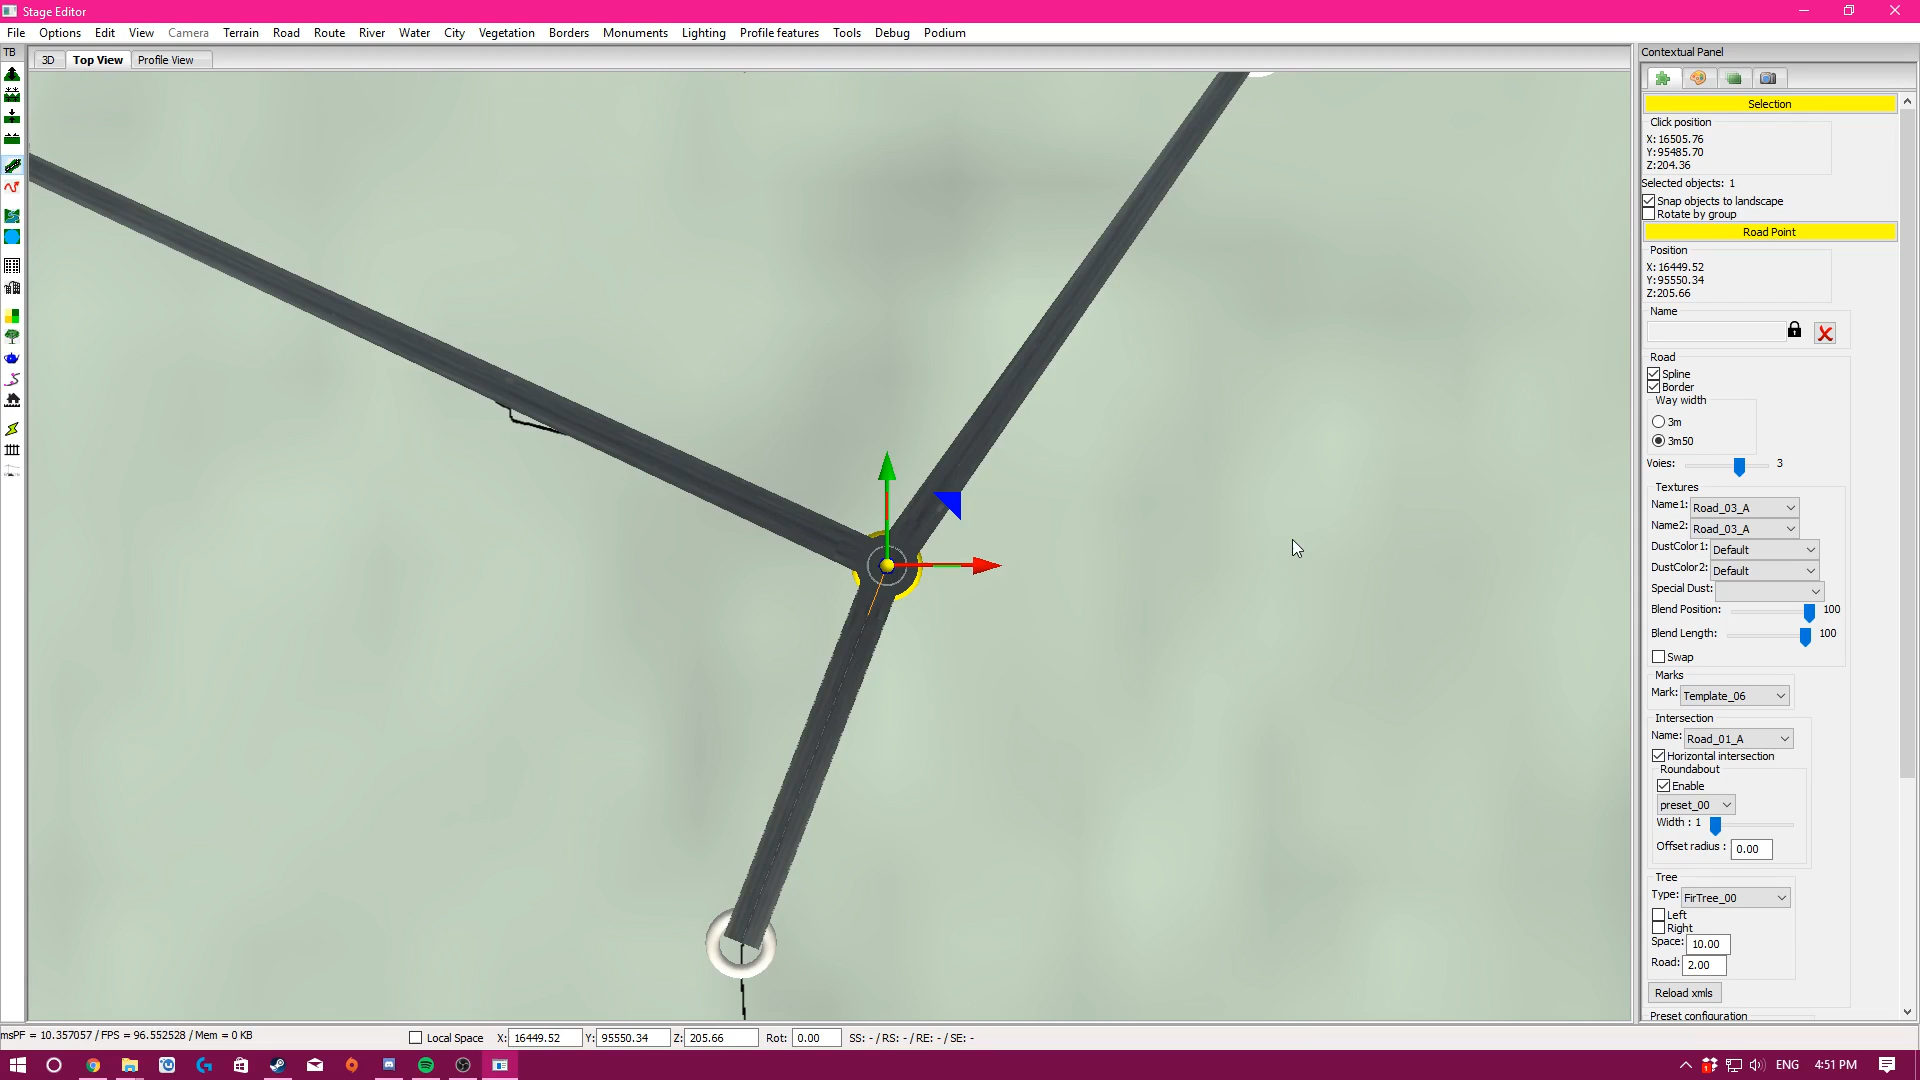 Stage Editor
File Options Edit View Camera Terrain Road Route River Water City Vegetation Borders Monuments Lighting Profile features Tools Debug Podium
TB
3D Top View Profile View
Contextual Panel
Selection
Click position
X:16505.76
Y:95485.70
Z:204.36
Selected objects: 1
Snap objects to landscape
Rotate by group
Road Point
Position
X:16449.52
Y:95550.34
Z:205.66
Name
Road
Spline
Border
Way width
3m
3m50
Voies: 3
Textures
Name1: Road_03_A
Name2: Road_03_A
DustColor1: Default
DustColor2: Default
Special Dust:
Blend Position: 100
Blend Length: 100
Swap
Marks
Mark: Template_06
Intersection
Name: Road_01_A
Horizontal intersection
Roundabout
Enable
preset_00
Width : 1
Offset radius : 0.00
Tree
Type: FirTree_00
Left
Right
Space: 10.00
Road: 2.00
Reload xmls
Preset configuration
msPF = 10.357057 / FPS = 96.552528 / Mem = 0 KB
Local Space X: 16449.52 Y: 95550.34 Z: 205.66 Rot: 0.00 SS: - / RS: - / RE: - / SE: -
ENG 4:51 PM